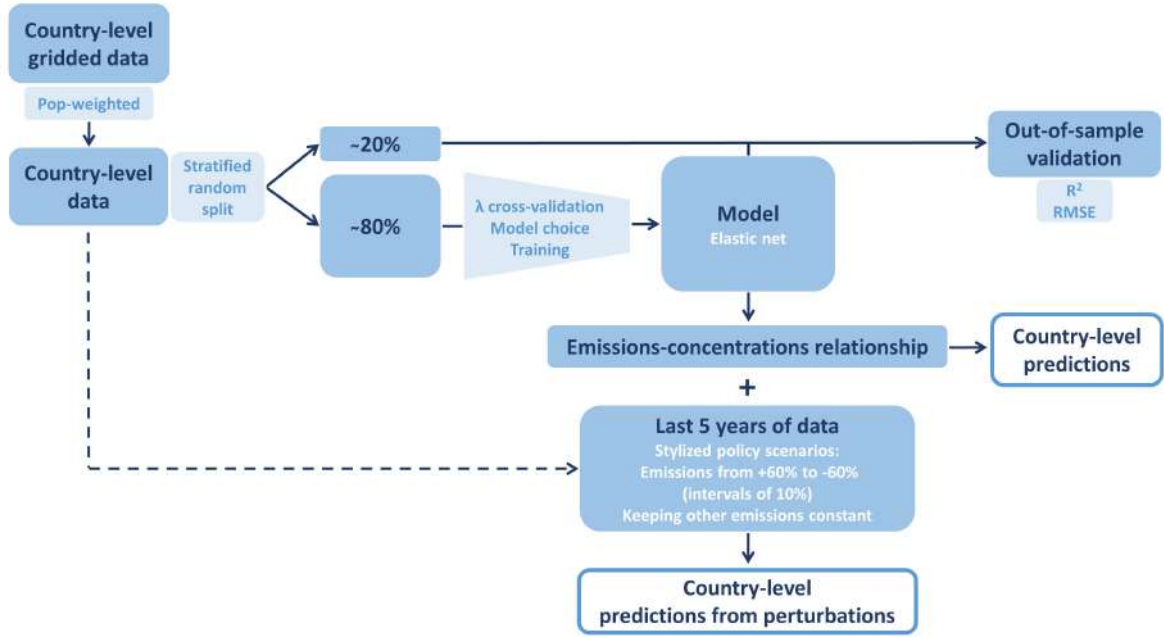 Country-level
gridded data
Pop-weighted
Country-level
data
Stratified
random
split
~20%
~80%
λ cross-validation
Model choice
Training
Model
Elastic net
Out-of-sample
validation
R²
RMSE
Emissions-concentrations relationship
Country-level
predictions
+
Last 5 years of data
Stylized policy scenarios:
Emissions from +60% to -60%
(intervals of 10%)
Keeping other emissions constant
Country-level
predictions from perturbations